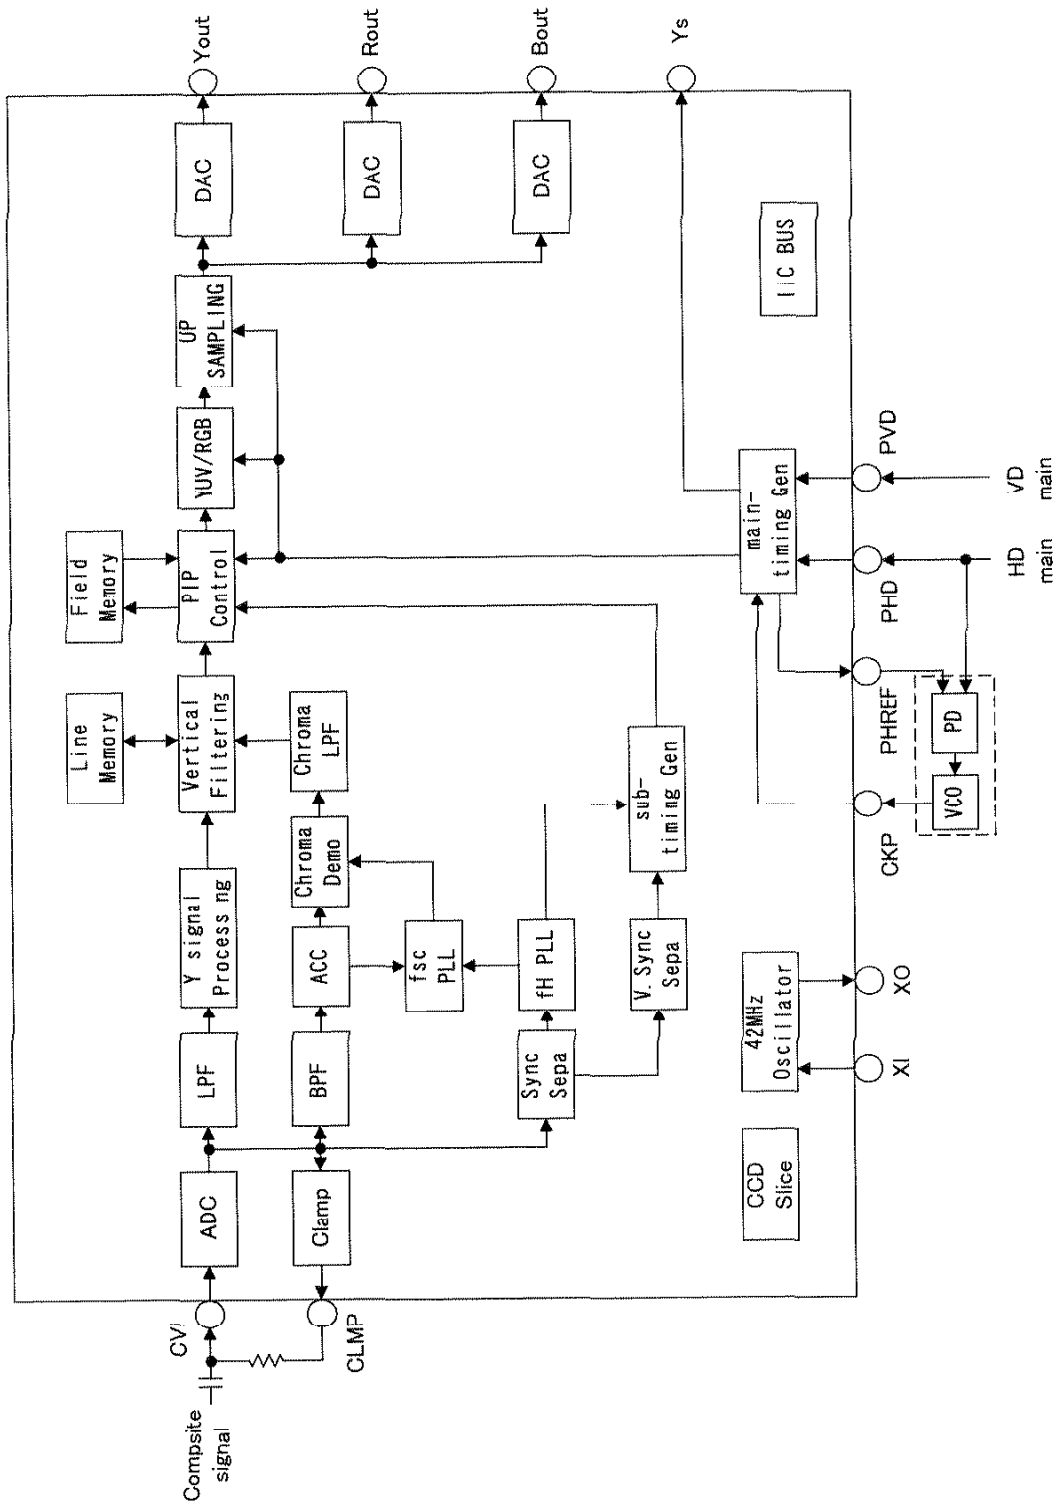 Compsite
signal
CVI
CLMP
ADC
Clamp
LPF
BPF
Sync
Sepa
Y signal
Process ng
ACC
fsc
PLL
fH PLL
V. Sync
Sepa
Chroma
Demo
Chroma
LPF
sub-
timing Gen
Line
Memory
Vertical
Filtering
Field
Memory
PIP
Control
YUV/RGB
UP
SAMPLING
DAC
DAC
DAC
Yout
Rout
Bout
Ys
main-
timing Gen
IIC BUS
CCD
Slice
42MHz
Oscillator
XI
XO
CKP
PHREF
PHD
PVD
VCO
PD
HD
main
VD
main